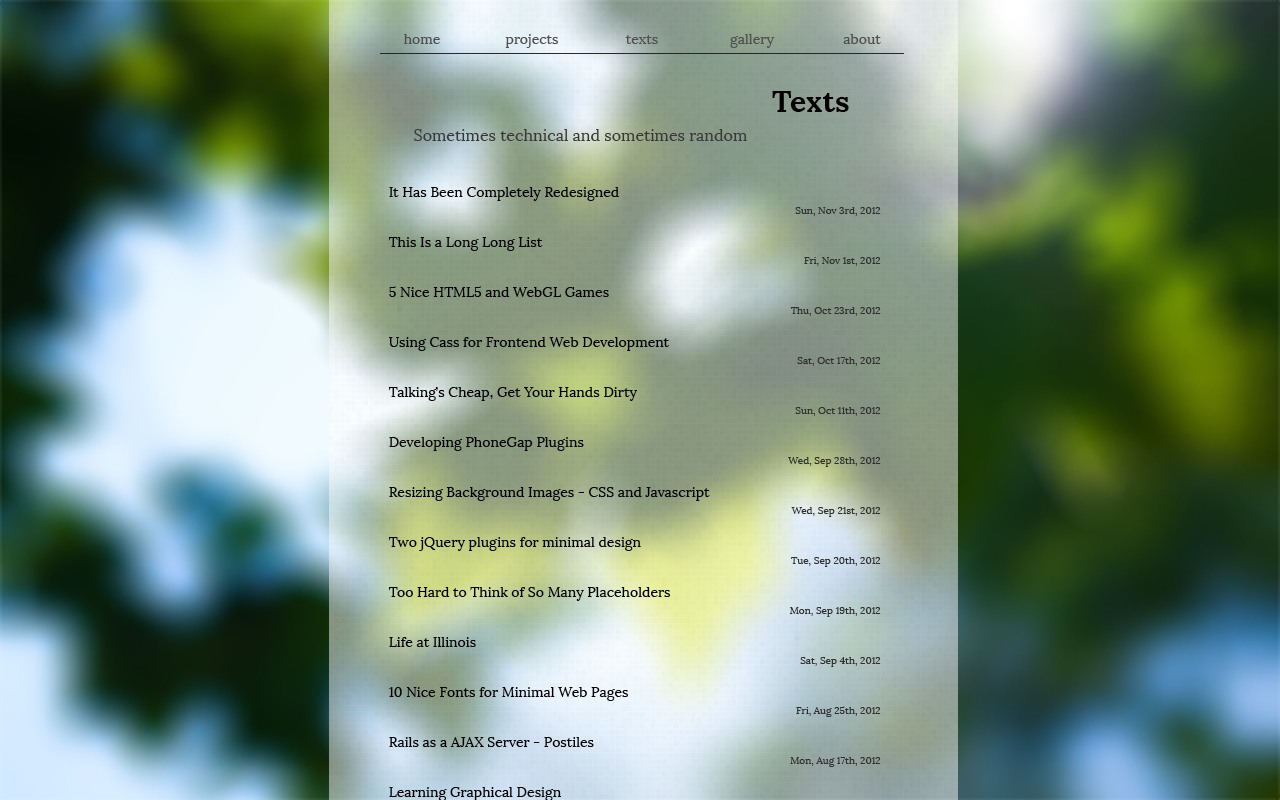 home projects texts gallery about
Texts
Sometimes technical and sometimes random
It Has Been Completely Redesigned
Sun, Nov 3rd, 2012
This Is a Long Long List
Fri, Nov 1st, 2012
5 Nice HTML5 and WebGL Games
Thu, Oct 23rd, 2012
Using Cass for Frontend Web Development
Sat, Oct 17th, 2012
Talking's Cheap, Get Your Hands Dirty
Sun, Oct 11th, 2012
Developing PhoneGap Plugins
Wed, Sep 28th, 2012
Resizing Background Images - CSS and Javascript
Wed, Sep 21st, 2012
Two jQuery plugins for minimal design
Tue, Sep 20th, 2012
Too Hard to Think of So Many Placeholders
Mon, Sep 19th, 2012
Life at Illinois
Sat, Sep 4th, 2012
10 Nice Fonts for Minimal Web Pages
Fri, Aug 25th, 2012
Rails as a AJAX Server - Postiles
Mon, Aug 17th, 2012
Learning Graphical Design